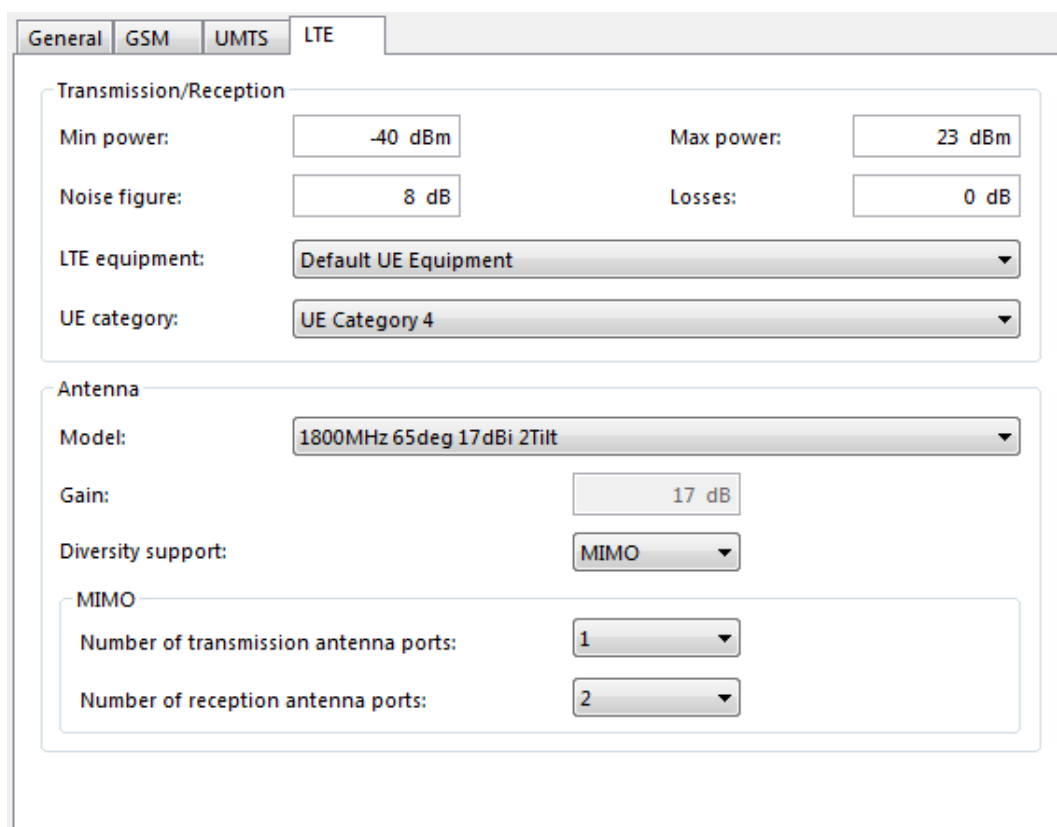 General GSM UMTS LTE
Transmission/Reception
Min power: -40 dBm Max power: 23 dBm
Noise figure: 8 dB Losses: 0 dB
LTE equipment: Default UE Equipment
UE category: UE Category 4
Antenna
Model: 1800MHz 65deg 17dBi 2Tilt
Gain: 17 dB
Diversity support: MIMO
MIMO
Number of transmission antenna ports: 1
Number of reception antenna ports: 2